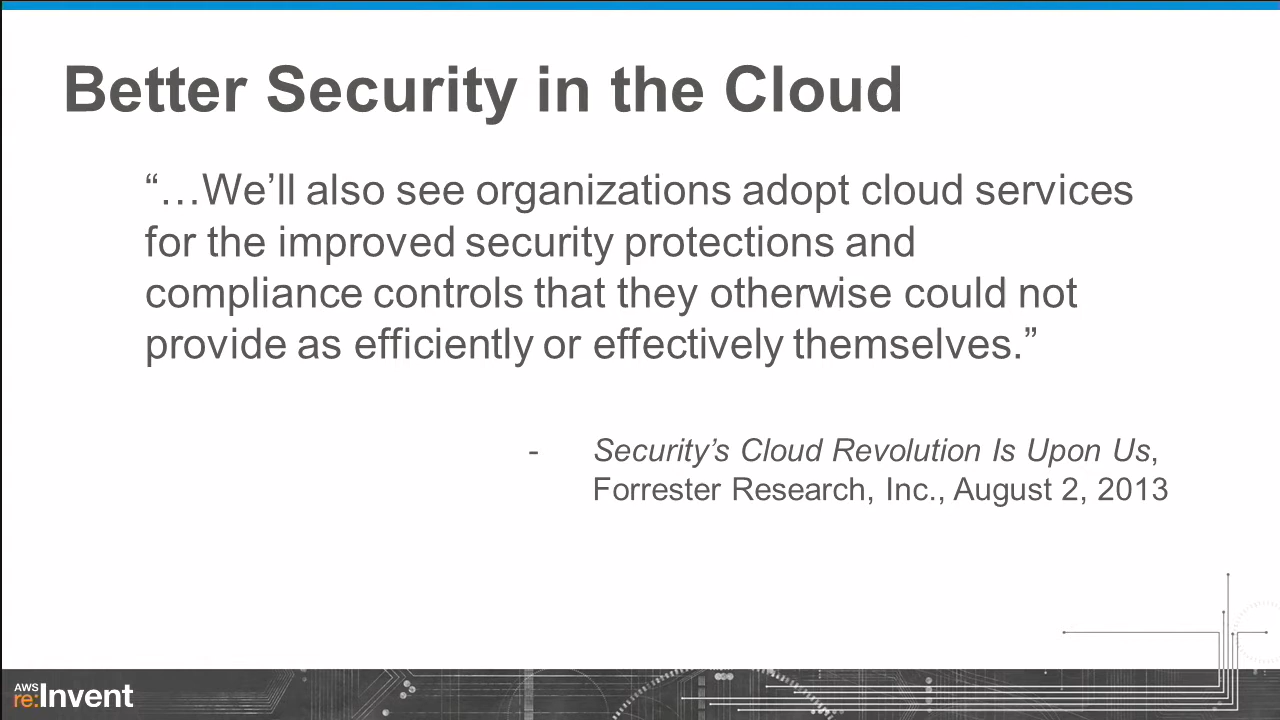 Better Security in the Cloud
“…We’ll also see organizations adopt cloud services
for the improved security protections and
compliance controls that they otherwise could not
provide as efficiently or effectively themselves.”
- Security’s Cloud Revolution Is Upon Us,
Forrester Research, Inc., August 2, 2013
AWS
re:Invent